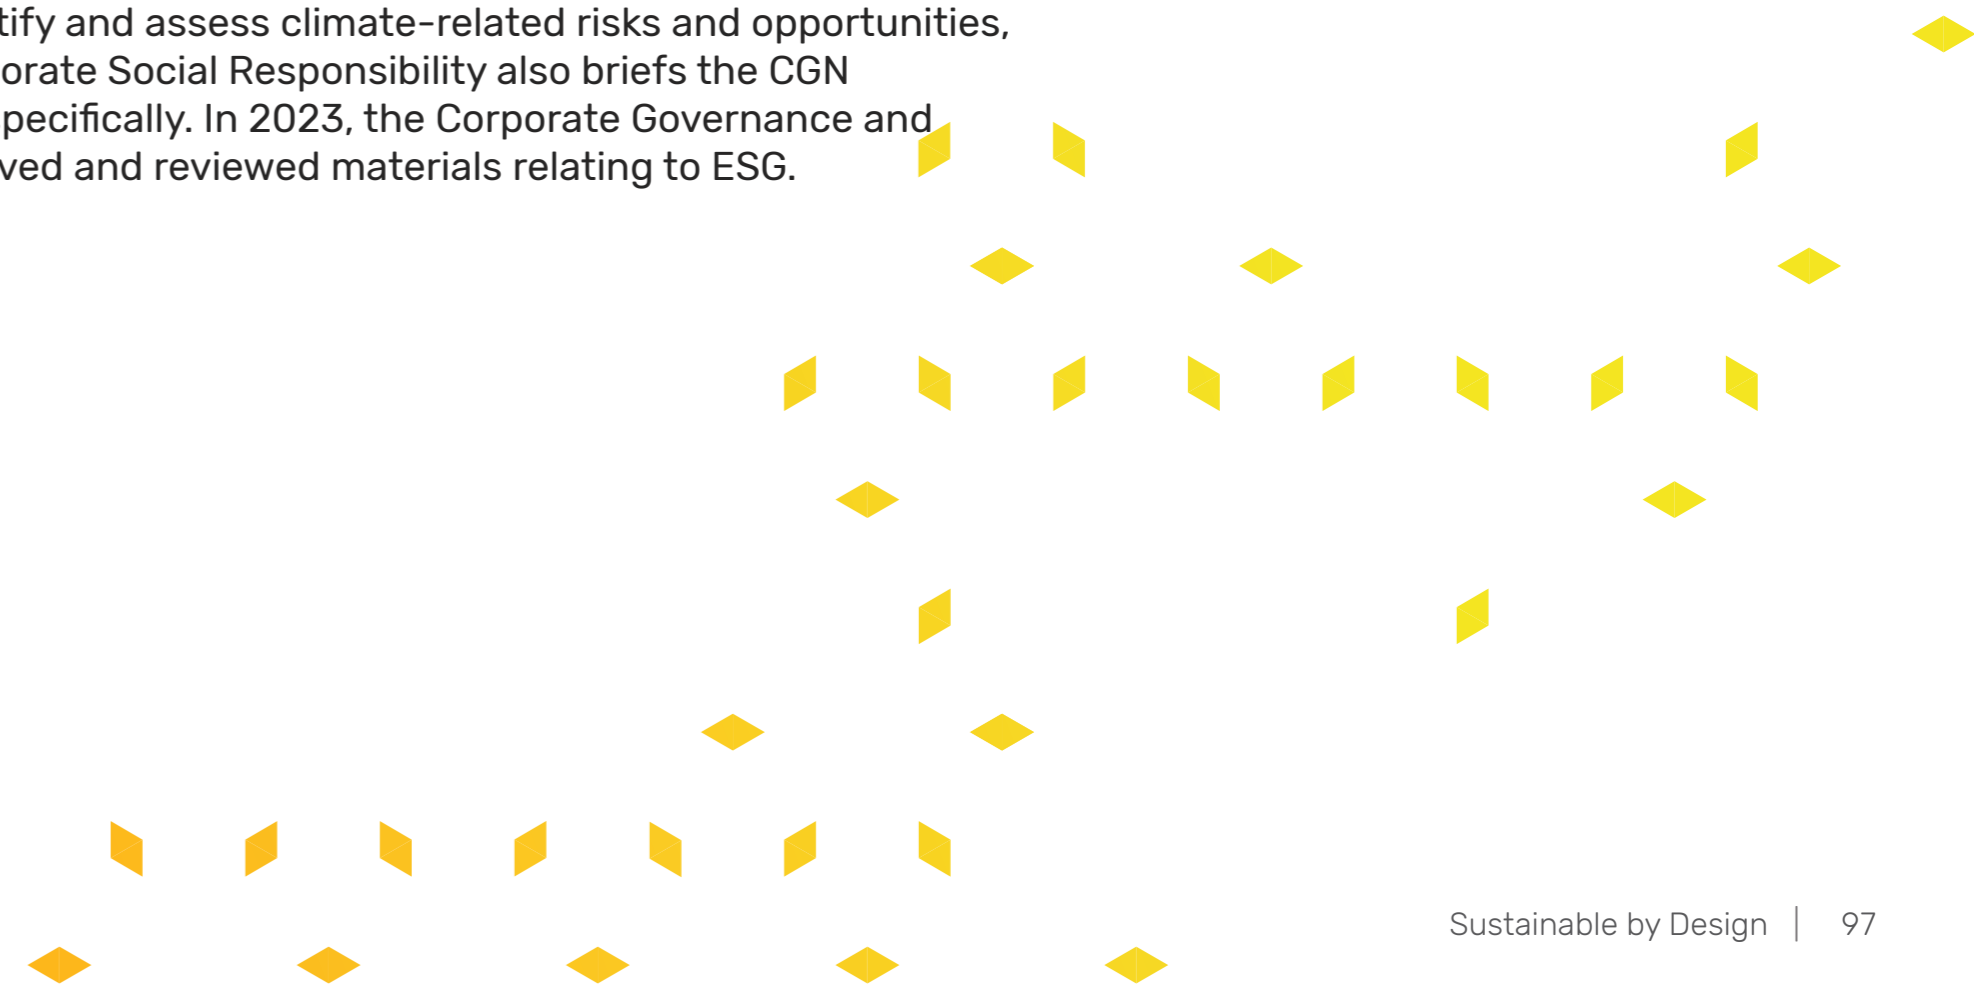 tify and assess climate-related risks and opportunities,
orate Social Responsibility also briefs the CGN
pecifically. In 2023, the Corporate Governance and
ved and reviewed materials relating to ESG.
Sustainable by Design | 97